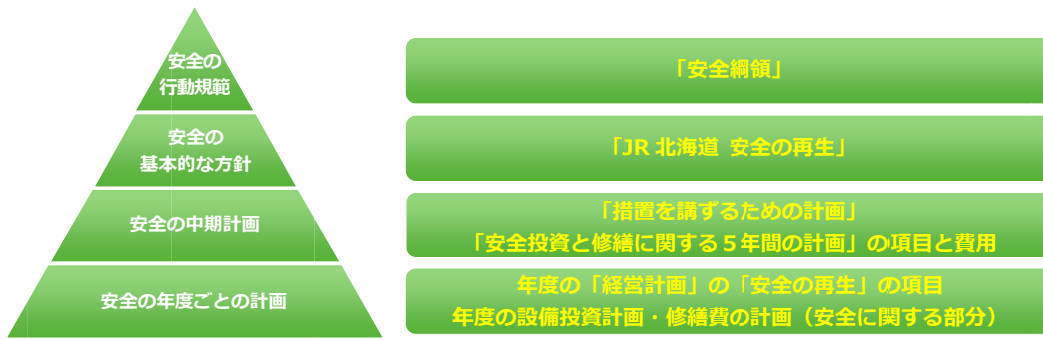 安全の
行動規範
「安全綱領」
安全の
基本的な方針
「JR 北海道 安全の再生」
安全の中期計画
「措置を講ずるための計画」
「安全投資と修繕に関する５年間の計画」の項目と費用
安全の年度ごとの計画
年度の「経営計画」の「安全の再生」の項目
年度の設備投資計画・修繕費の計画（安全に関する部分）